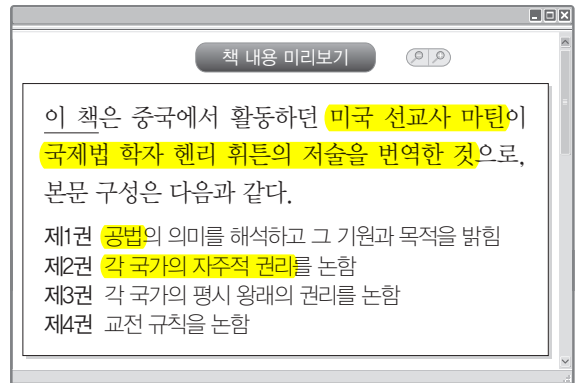 책 내용 미리보기
이 책은 중국에서 활동하던 미국 선교사 마틴이
국제법 학자 헨리 휘튼의 저술을 번역한 것으로,
본문 구성은 다음과 같다.
제1권 공법의 의미를 해석하고 그 기원과 목적을 밝힘
제2권 각 국가의 자주적 권리를 논함
제3권 각 국가의 평시 왕래의 권리를 논함
제4권 교전 규칙을 논함